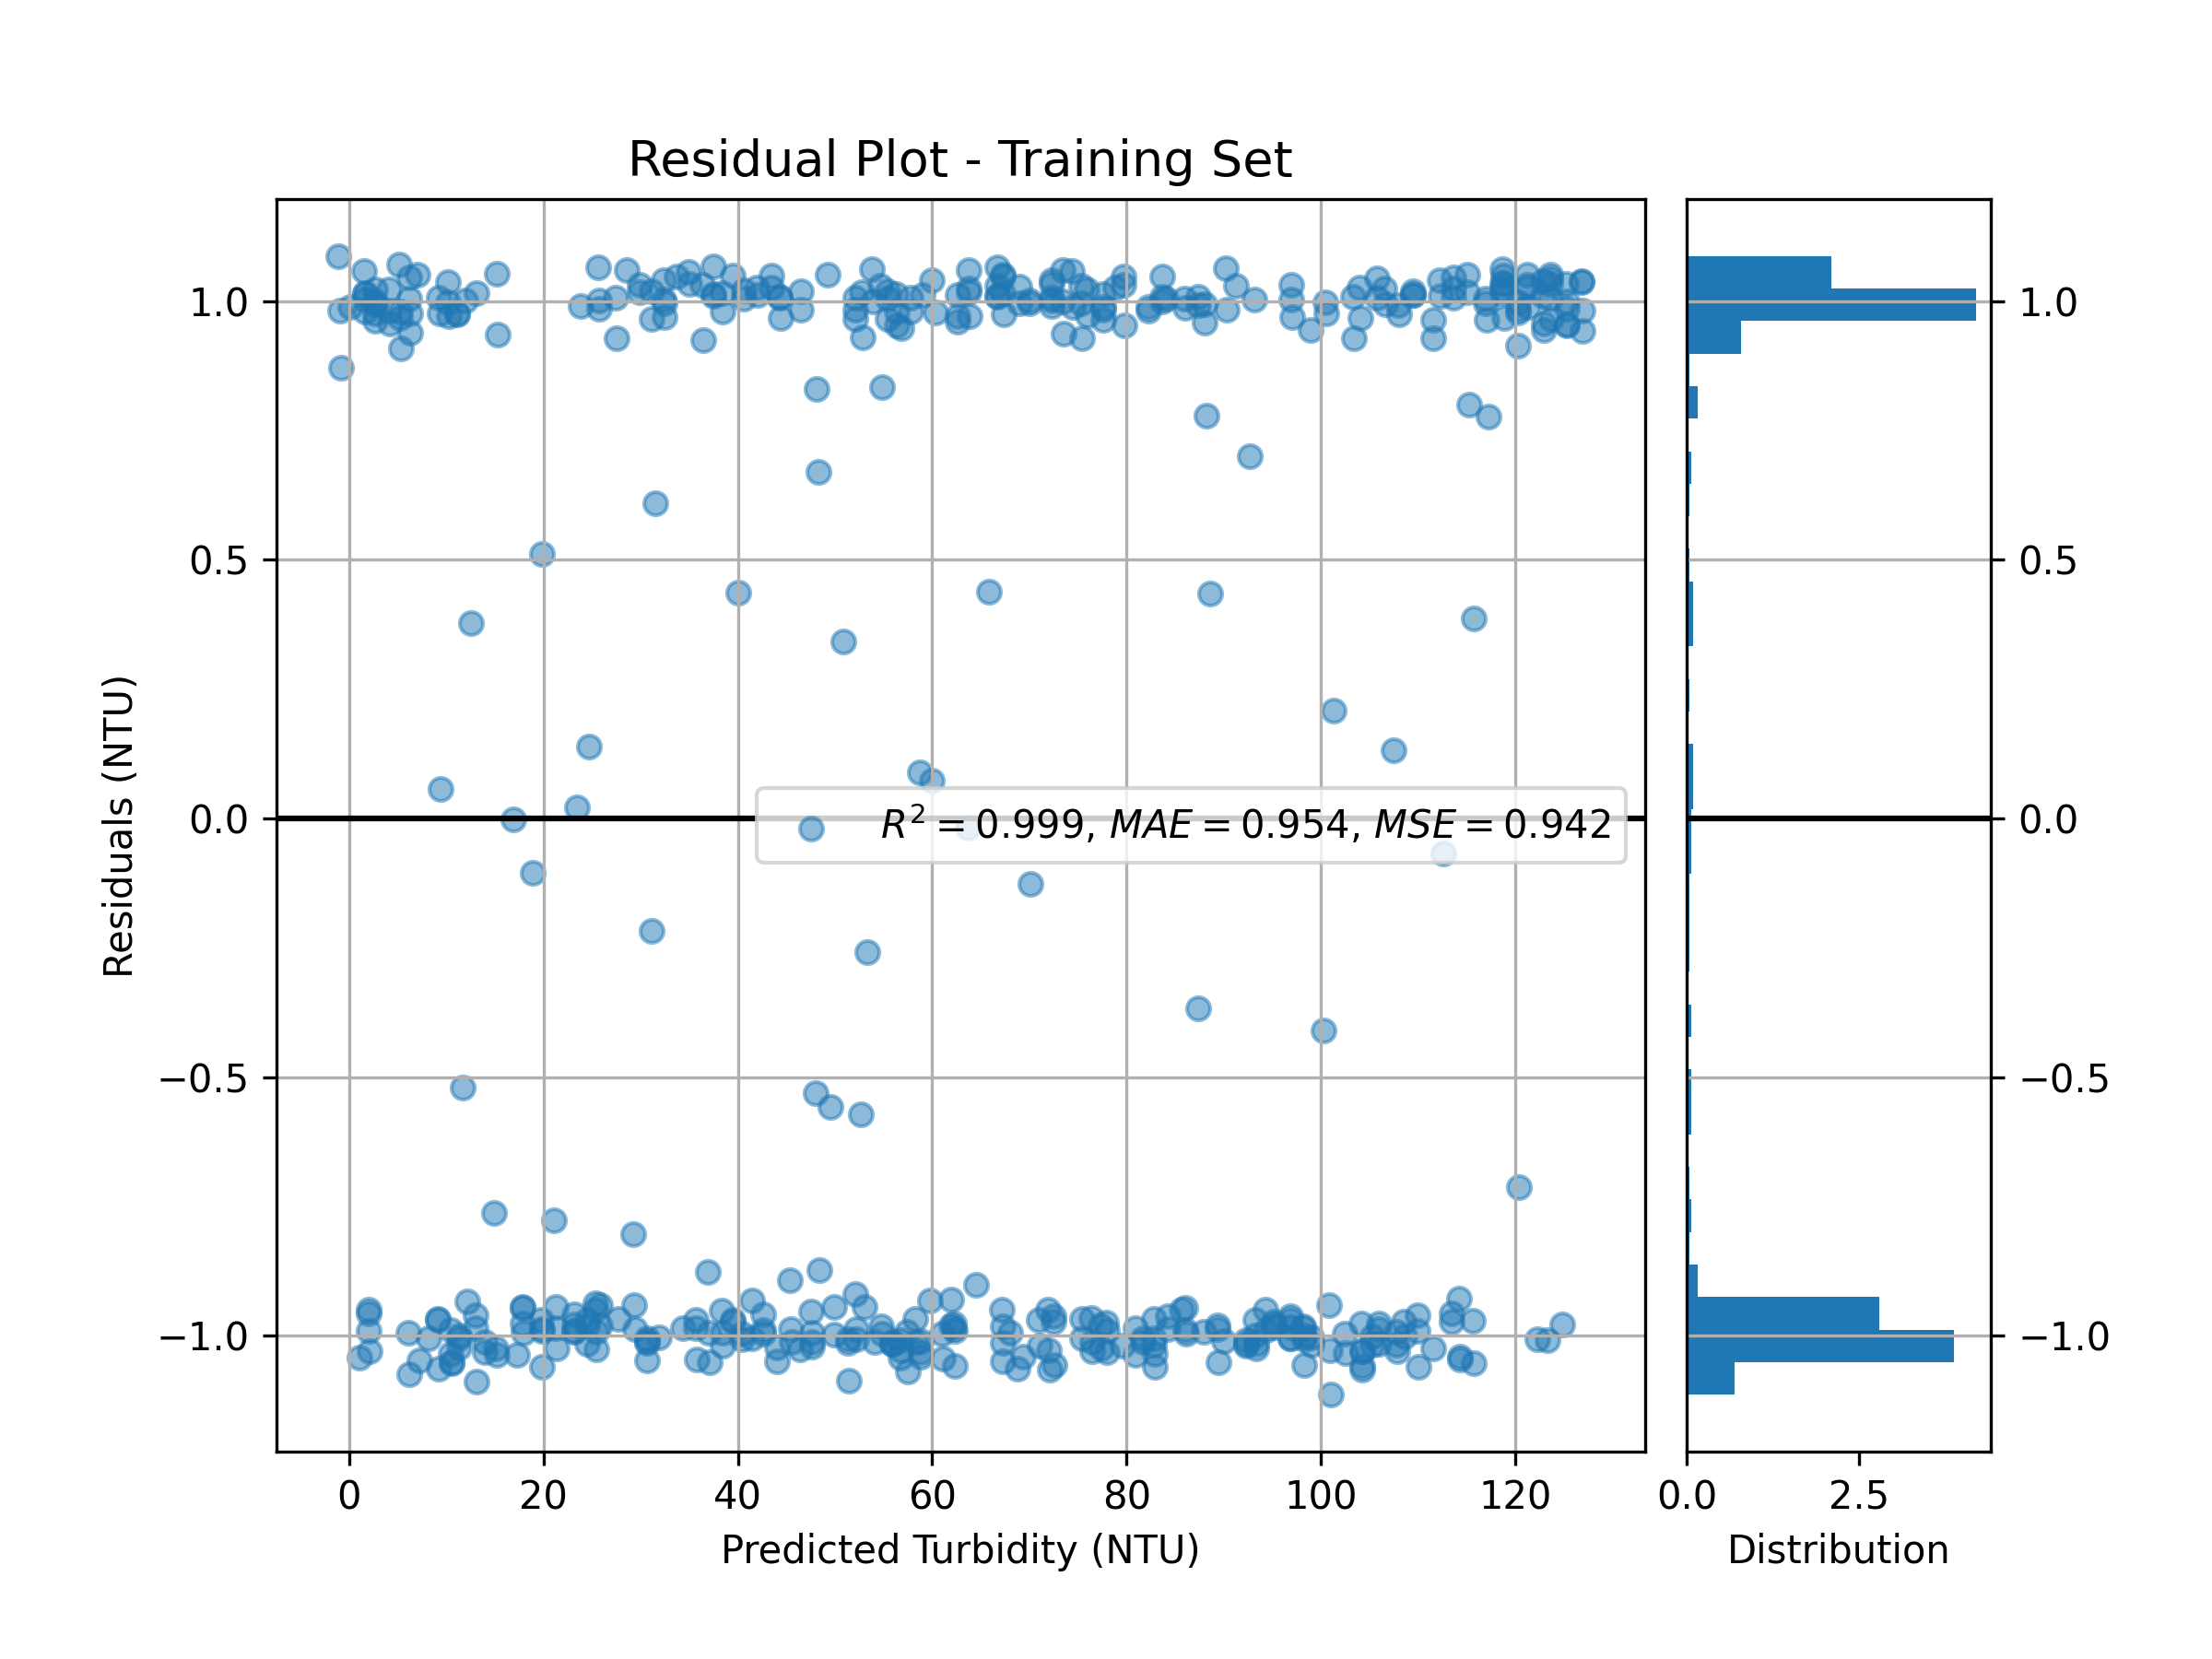 Residual Plot - Training Set
Residuals (NTU)
1.0
0.5
0.0
−0.5
−1.0
R² = 0.999, MAE = 0.954, MSE = 0.942
0 20 40 60 80 100 120
Predicted Turbidity (NTU)
1.0
0.5
0.0
−0.5
−1.0
0.0 2.5
Distribution